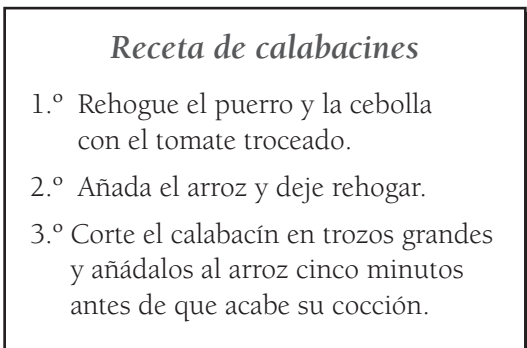 Receta de calabacines
1.º Rehogue el puerro y la cebolla
con el tomate troceado.
2.º Añada el arroz y deje rehogar.
3.º Corte el calabacín en trozos grandes
y añádalos al arroz cinco minutos
antes de que acabe su cocción.